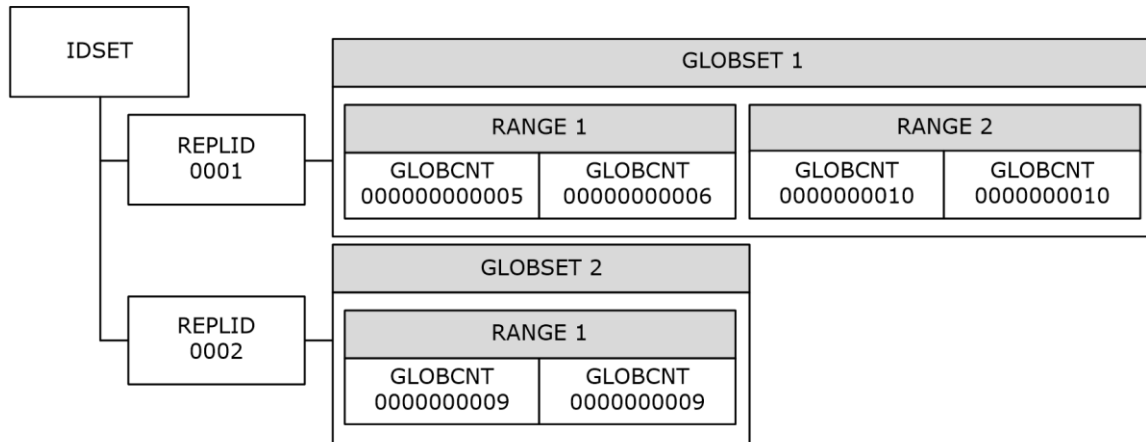 IDSET
GLOBSET 1
REPLID
0001
RANGE 1
RANGE 2
GLOBCNT
000000000005
GLOBCNT
00000000006
GLOBCNT
0000000010
GLOBCNT
0000000010
GLOBSET 2
REPLID
0002
RANGE 1
GLOBCNT
0000000009
GLOBCNT
0000000009